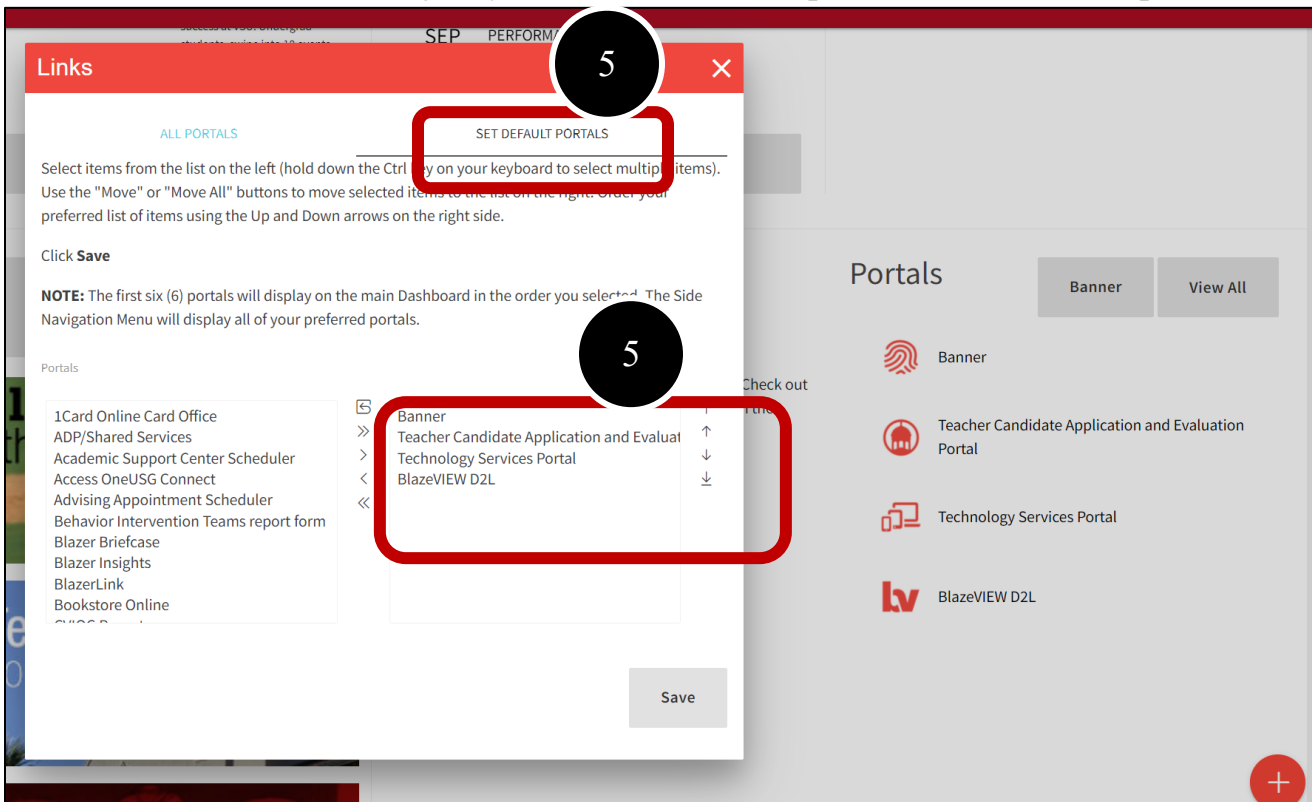 SEP PERFORMA
5
Links
ALL PORTALS
SET DEFAULT PORTALS
Select items from the list on the left (hold down the Ctrl key on your keyboard to select multiple items).
Use the "Move" or "Move All" buttons to move selected items to the list on the right. Order your
preferred list of items using the Up and Down arrows on the right side.
Click Save
NOTE: The first six (6) portals will display on the main Dashboard in the order you selected. The Side
Navigation Menu will display all of your preferred portals.
5
Portals
1Card Online Card Office
ADP/Shared Services
Academic Support Center Scheduler
Access OneUSG Connect
Advising Appointment Scheduler
Behavior Intervention Teams report form
Blazer Briefcase
Blazer Insights
BlazerLink
Bookstore Online
Banner
Teacher Candidate Application and Evaluat
Technology Services Portal
BlazeVIEW D2L
Save
Check out
Portals
Banner
View All
Banner
Teacher Candidate Application and Evaluation
Portal
Technology Services Portal
bv BlazeVIEW D2L